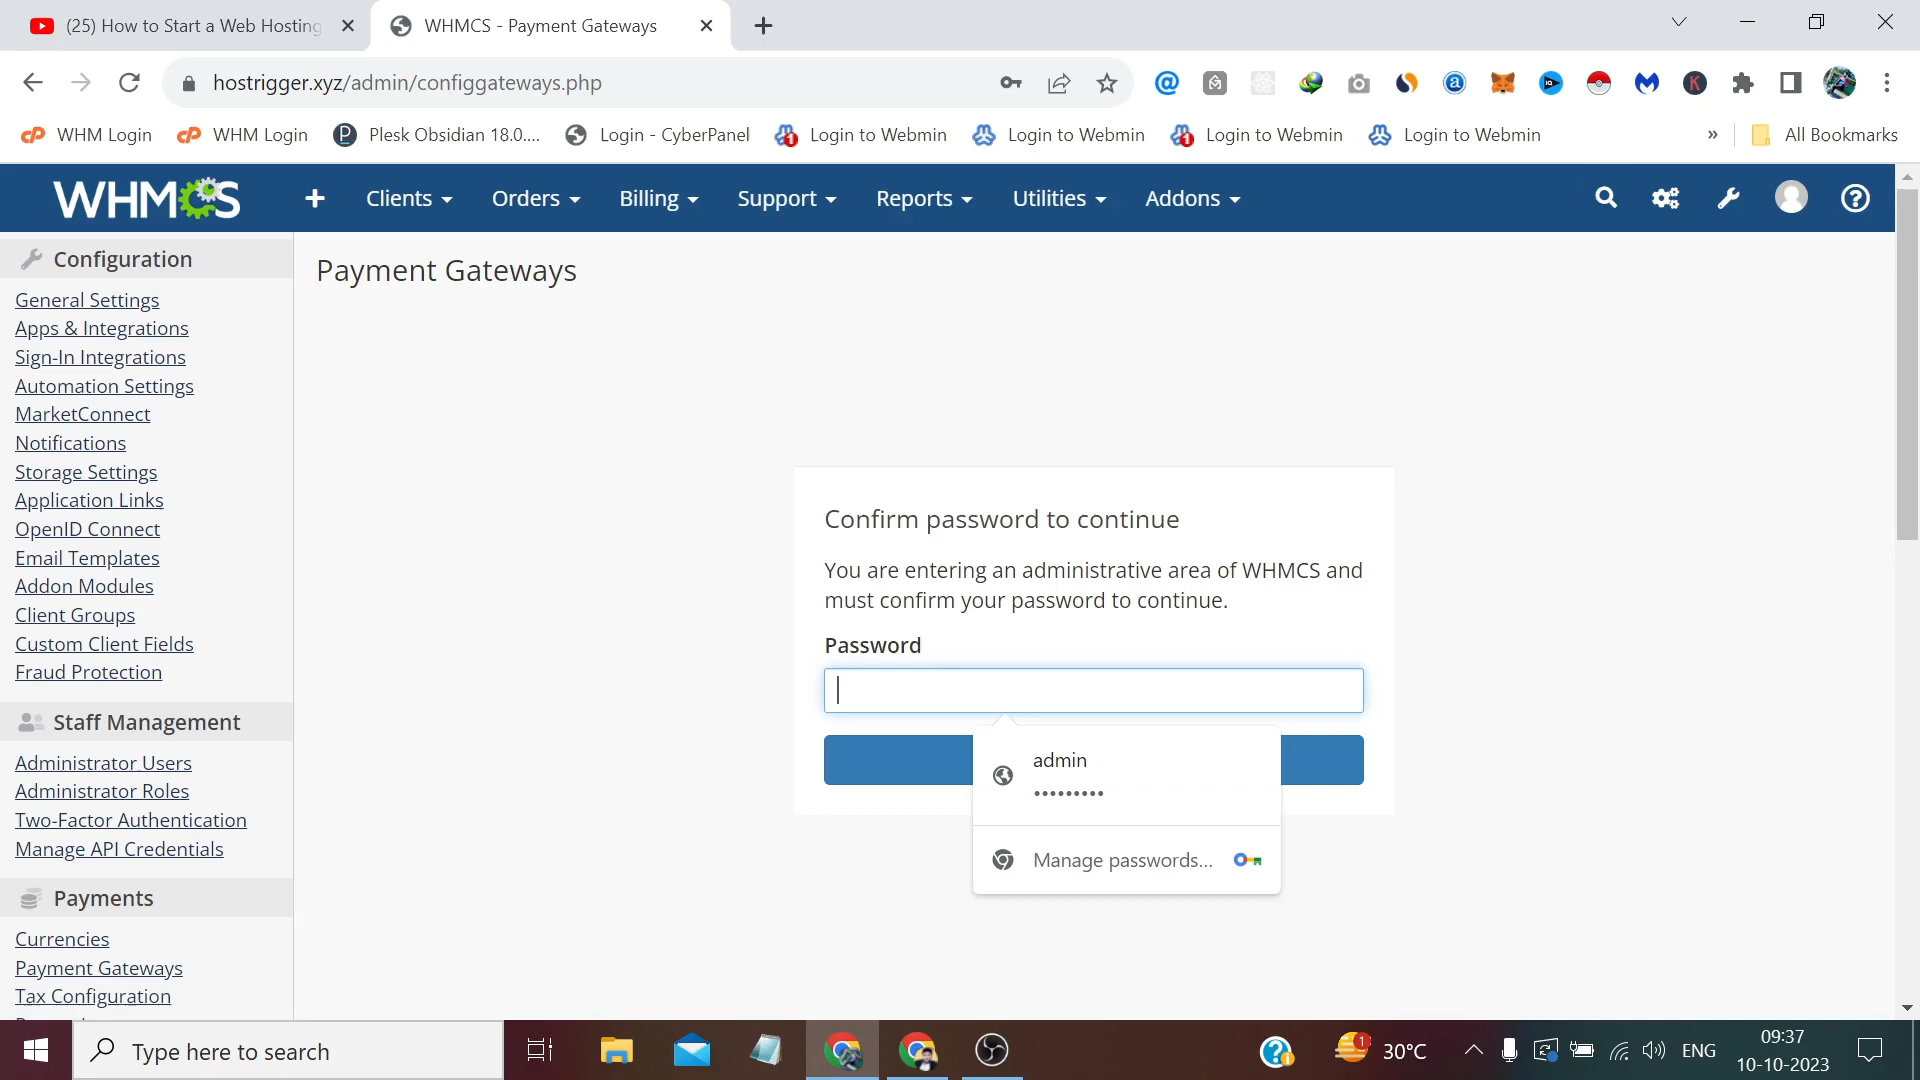 (25) How to Start a Web Hosting
WHMCS - Payment Gateways
hostrigger.xyz/admin/configgateways.php
WHM Login
WHM Login
Plesk Obsidian 18.0....
Login - CyberPanel
Login to Webmin
Login to Webmin
Login to Webmin
Login to Webmin
»
All Bookmarks
WHMCS
Clients
Orders
Billing
Support
Reports
Utilities
Addons
Configuration
General Settings
Apps & Integrations
Sign-In Integrations
Automation Settings
MarketConnect
Notifications
Storage Settings
Application Links
OpenID Connect
Email Templates
Addon Modules
Client Groups
Custom Client Fields
Fraud Protection
Staff Management
Administrator Users
Administrator Roles
Two-Factor Authentication
Manage API Credentials
Payments
Currencies
Payment Gateways
Tax Configuration
Payment Gateways
Confirm password to continue
You are entering an administrative area of WHMCS and
must confirm your password to continue.
Password
admin
•••••••••
Manage passwords...
Type here to search
1
30°C
ENG
09:37
10-10-2023